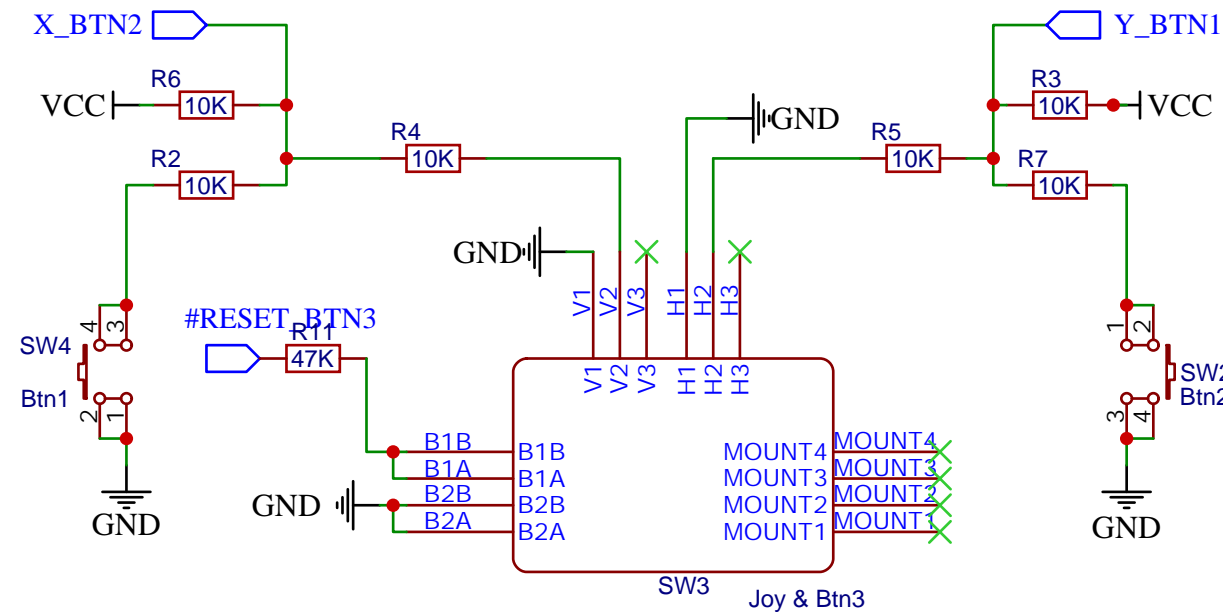 X_BTN2
Y_BTN1
R6
R3
VCC
10K
10K
VCC
GND
R4
R5
R2
R7
10K
10K
10K
10K
GND
V1
V2
V3
H1
H2
H3
#RESET_BTN3
R11
4
3
1
2
SW4
47K
V1
V2
V3
H1
H2
H3
SW2
Btn1
Btn2
2
1
3
4
B1B
B1B
MOUNT4
MOUNT4
B1A
B1A
MOUNT3
MOUNT3
GND
B2B
B2B
MOUNT2
MOUNT2
GND
B2A
B2A
MOUNT1
MOUNT1
GND
SW3
Joy & Btn3